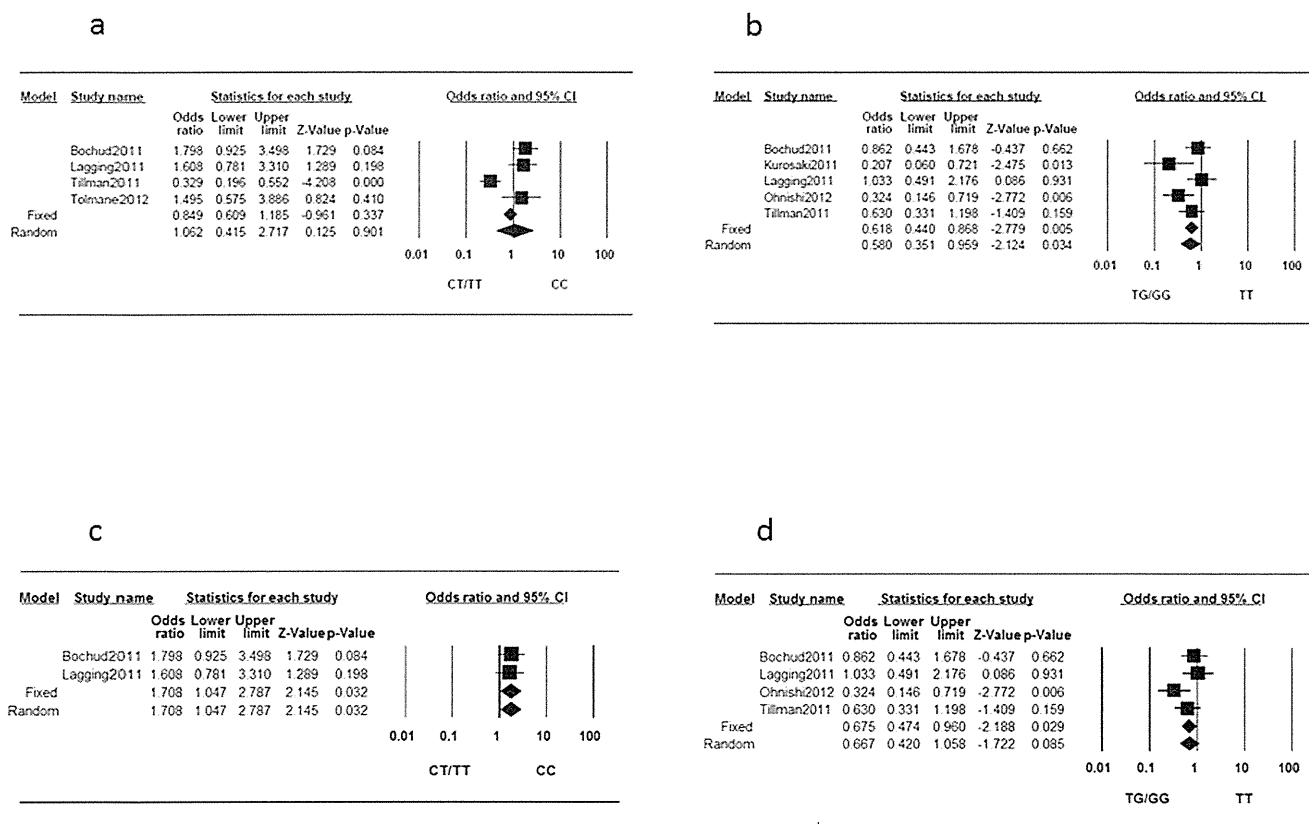 a
Model Study name Statistics for each study Odds ratio and 95% CI
Odds Lower Upper
ratio limit limit Z-Value p-Value
Bochud2011 1.798 0.925 3.498 1.729 0.084
Lagging2011 1.608 0.781 3.310 1.289 0.198
Tillman2011 0.329 0.196 0.552 -4.208 0.000
Tolmane2012 1.495 0.575 3.886 0.824 0.410
Fixed 0.849 0.609 1.185 -0.961 0.337
Random 1.062 0.415 2.717 0.125 0.901
0.01 0.1 1 10 100
CT/TT CC
b
Model Study name Statistics for each study Odds ratio and 95% CI
Odds Lower Upper
ratio limit limit Z-Value p-Value
Bochud2011 0.862 0.443 1.678 -0.437 0.662
Kurosaki2011 0.207 0.060 0.721 -2.475 0.013
Lagging2011 1.033 0.491 2.176 0.086 0.931
Ohnishi2012 0.324 0.146 0.719 -2.772 0.006
Tillman2011 0.630 0.331 1.198 -1.409 0.159
Fixed 0.618 0.440 0.868 -2.779 0.005
Random 0.580 0.351 0.959 -2.124 0.034
0.01 0.1 1 10 100
TG/GG TT
c
Model Study name Statistics for each study Odds ratio and 95% CI
Odds Lower Upper
ratio limit limit Z-Value p-Value
Bochud2011 1.798 0.925 3.498 1.729 0.084
Lagging2011 1.608 0.781 3.310 1.289 0.198
Fixed 1.708 1.047 2.787 2.145 0.032
Random 1.708 1.047 2.787 2.145 0.032
0.01 0.1 1 10 100
CT/TT CC
d
Model Study name Statistics for each study Odds ratio and 95% CI
Odds Lower Upper
ratio limit limit Z-Value p-Value
Bochud2011 0.862 0.443 1.678 -0.437 0.662
Lagging2011 1.033 0.491 2.176 0.086 0.931
Ohnishi2012 0.324 0.146 0.719 -2.772 0.006
Tillman2011 0.630 0.331 1.198 -1.409 0.159
Fixed 0.675 0.474 0.960 -2.188 0.029
Random 0.667 0.420 1.058 -1.722 0.085
0.01 0.1 1 10 100
TG/GG TT